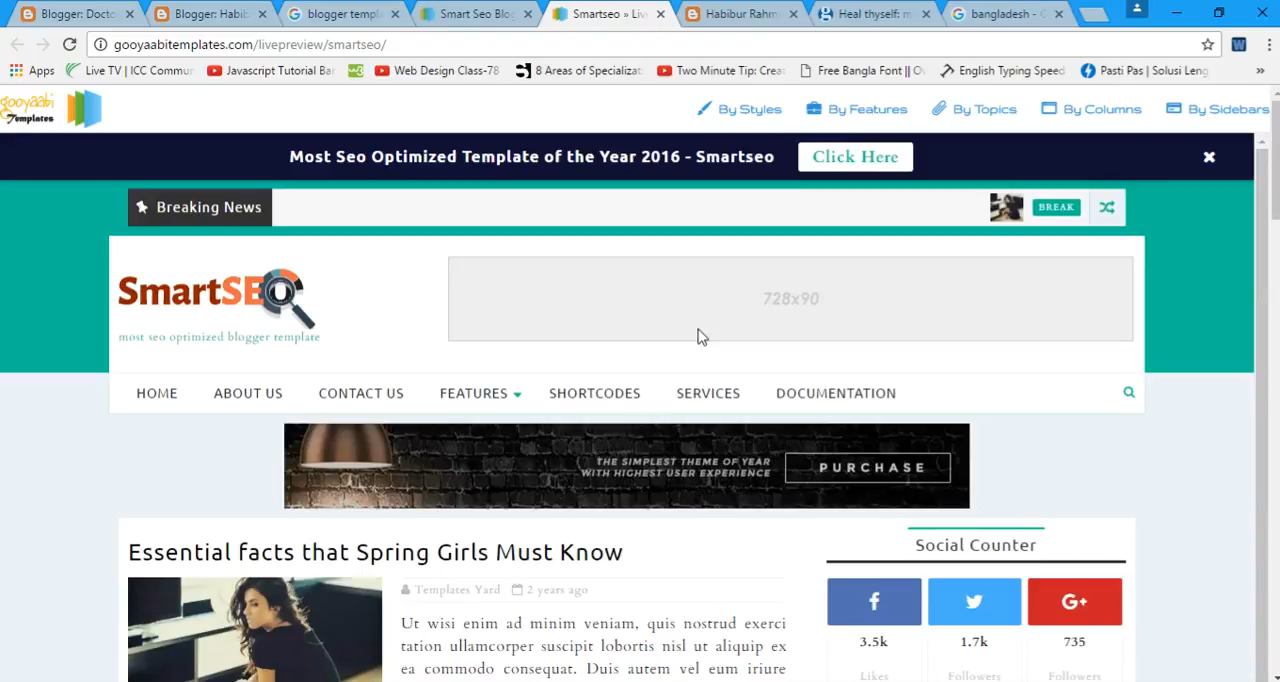 Blogger: Docto
Blogger: Habib
blogger templ
Smart Seo Blog
Smartseo » Live
Habibur Rahm
Heal thyself: m
bangladesh - G
gooyaabitemplates.com/livepreview/smartseo/
Apps
Live TV | ICC Commun
Javascript Tutorial Ban
Web Design Class-78
8 Areas of Specializat
Two Minute Tip: Creat
Free Bangla Font || Ov
English Typing Speed
Pasti Pas | Solusi Leng
gooyaabi
Templates
By Styles
By Features
By Topics
By Columns
By Sidebars
Most Seo Optimized Template of the Year 2016 - Smartseo
Click Here
Breaking News
BREAK
SmartSEO
most seo optimized blogger template
728x90
HOME
ABOUT US
CONTACT US
FEATURES
SHORTCODES
SERVICES
DOCUMENTATION
THE SIMPLEST THEME OF YEAR
WITH HIGHEST USER EXPERIENCE
PURCHASE
Essential facts that Spring Girls Must Know
Templates Yard
2 years ago
Ut wisi enim ad minim veniam, quis nostrud exerci
tation ullamcorper suscipit lobortis nisl ut aliquip ex
ea commodo consequat. Duis autem vel eum iriure
Social Counter
f
G+
3.5k
1.7k
735
Likes
Followers
Followers